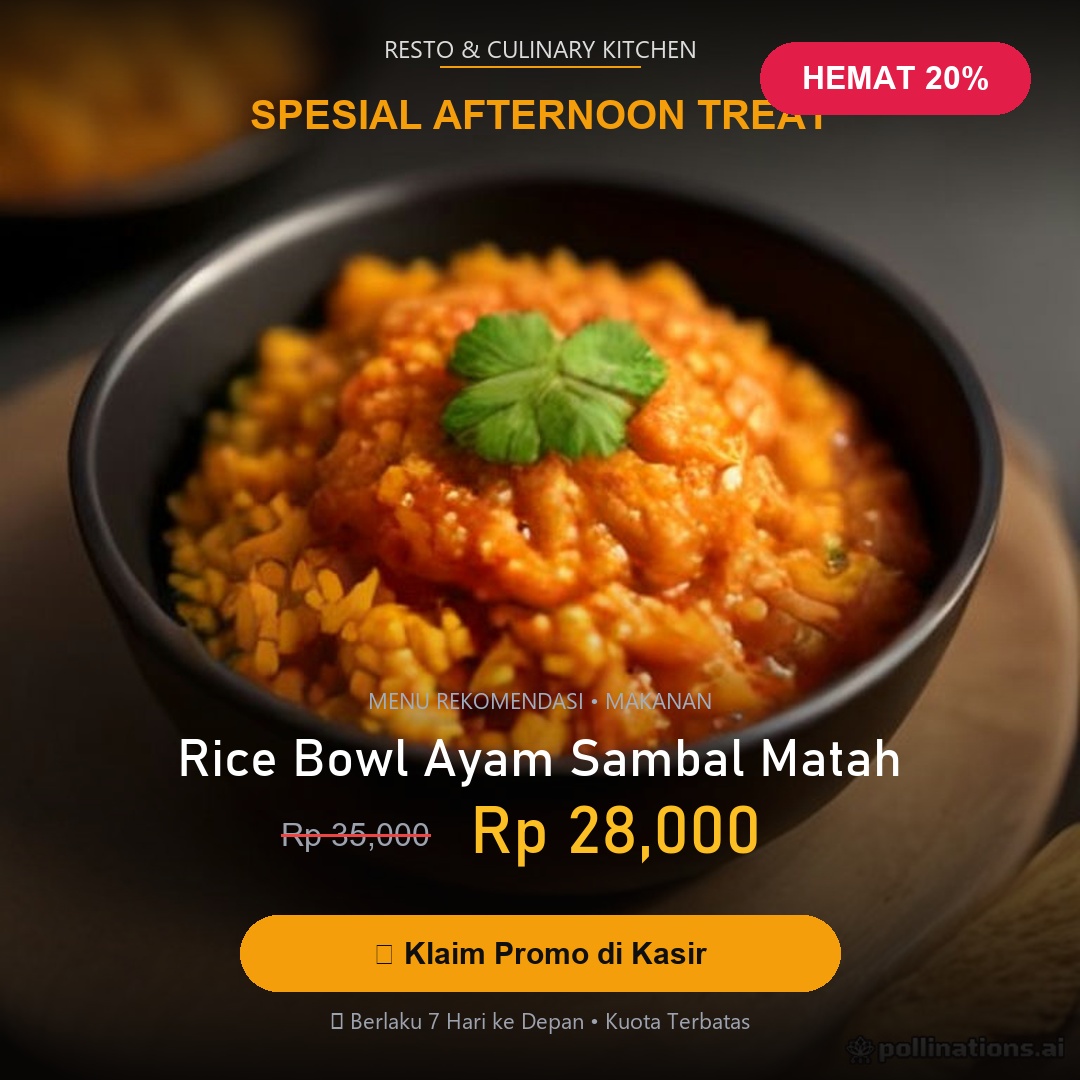 RESTO & CULINARY KITCHEN
HEMAT 20%
SPESIAL AFTERNOON TREAT
MENU REKOMENDASI • MAKANAN
Rice Bowl Ayam Sambal Matah
Rp 35,000 Rp 28,000
Klaim Promo di Kasir
Berlaku 7 Hari ke Depan • Kuota Terbatas
pollinations.ai